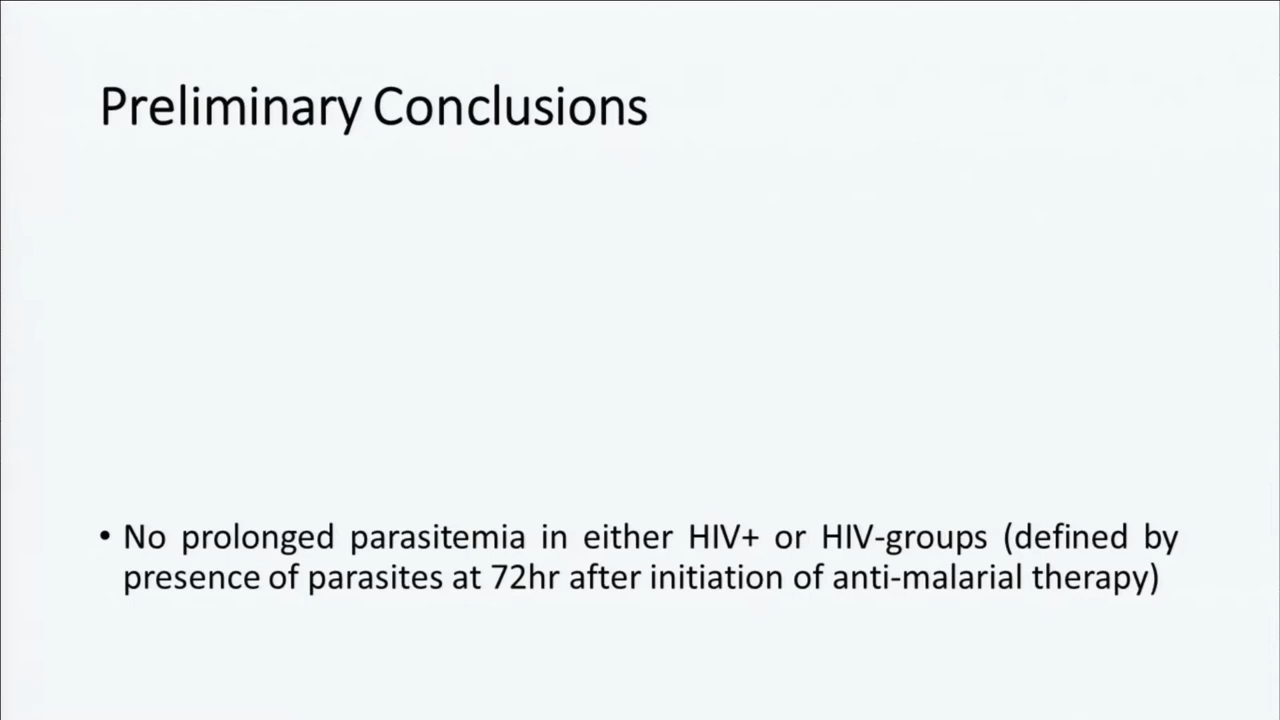 Preliminary Conclusions
• No prolonged parasitemia in either HIV+ or HIV-groups (defined by
presence of parasites at 72hr after initiation of anti-malarial therapy)